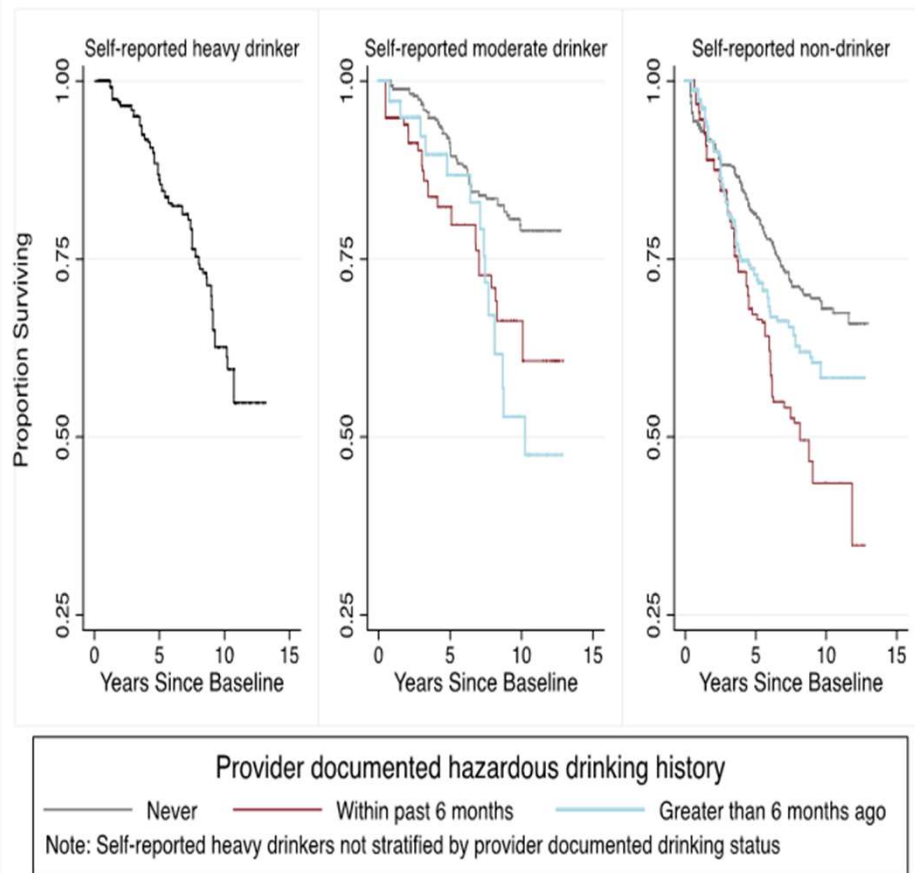 Self-reported heavy drinker
Self-reported moderate drinker
Self-reported non-drinker
Proportion Surviving
1.00
0.75
0.50
0.25
0 5 10 15
Years Since Baseline
1.00
0.75
0.50
0.25
0 5 10 15
Years Since Baseline
1.00
0.75
0.50
0.25
0 5 10 15
Years Since Baseline
Provider documented hazardous drinking history
Never Within past 6 months Greater than 6 months ago
Note: Self-reported heavy drinkers not stratified by provider documented drinking status